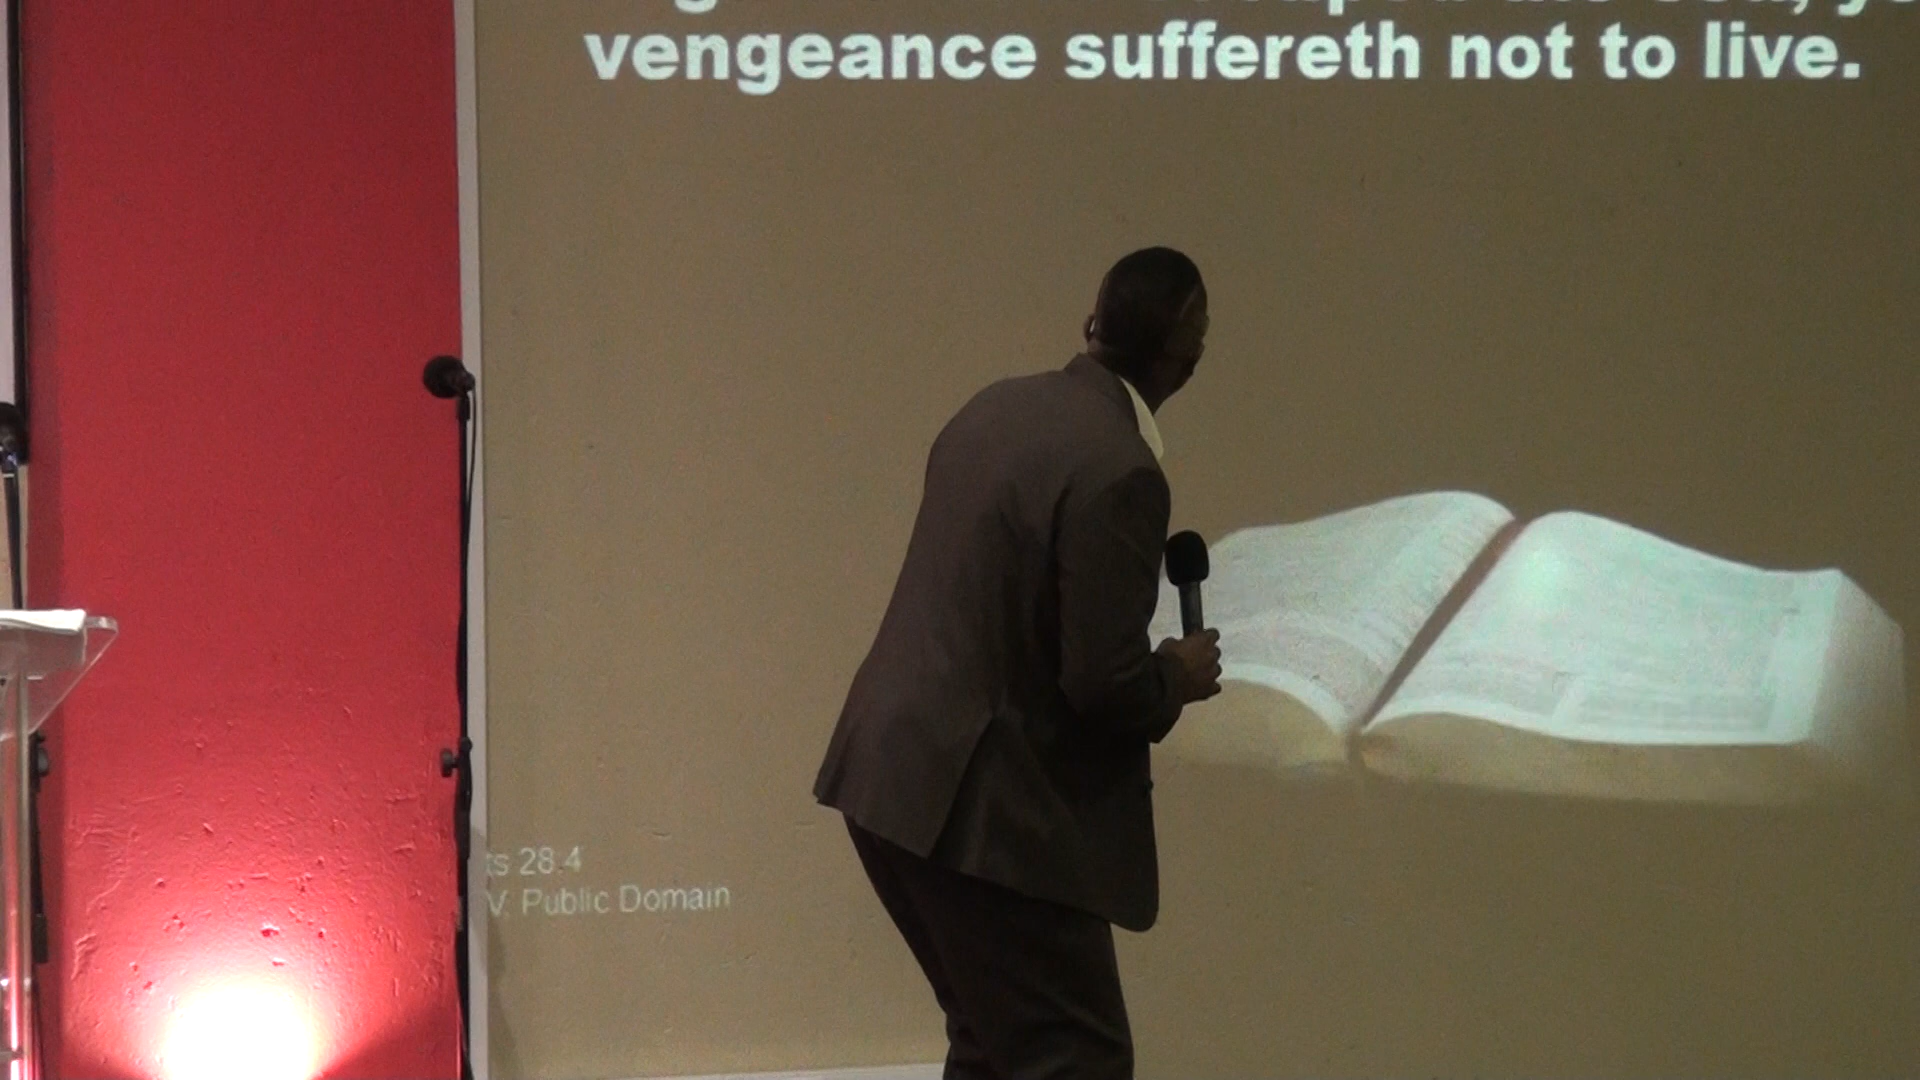 vengeance suffereth not to live.
ts 28.4
V, Public Domain